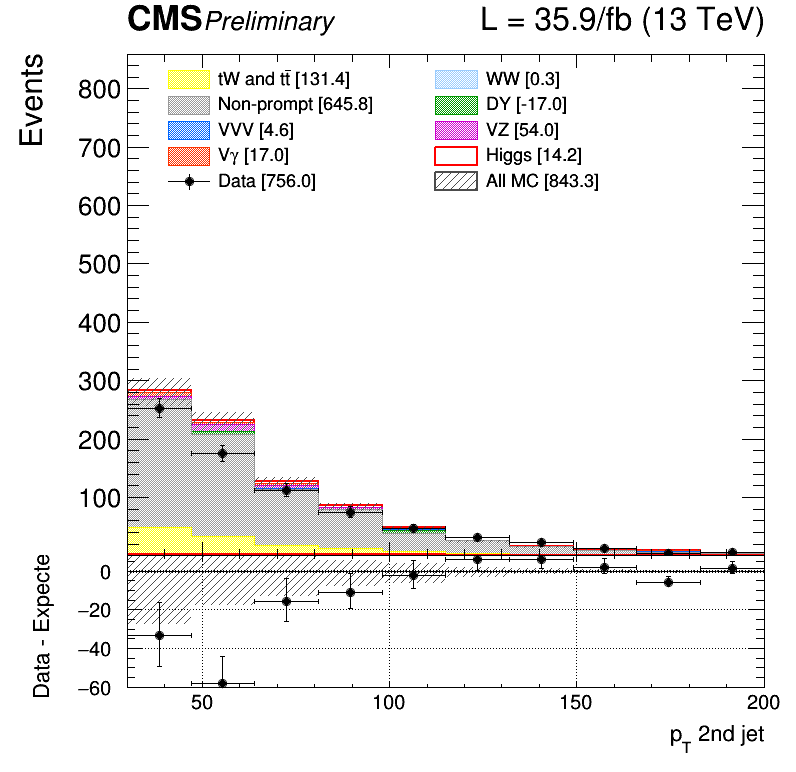 CMS Preliminary L = 35.9/fb (13 TeV)
Events
tW and tt̄ [131.4]
Non-prompt [645.8]
VVV [4.6]
Vγ [17.0]
Data [756.0]
WW [0.3]
DY [-17.0]
VZ [54.0]
Higgs [14.2]
All MC [843.3]
800
700
600
500
400
300
200
100
Data - Expecte
0
−20
−40
−60
50 100 150 200
p_T 2nd jet